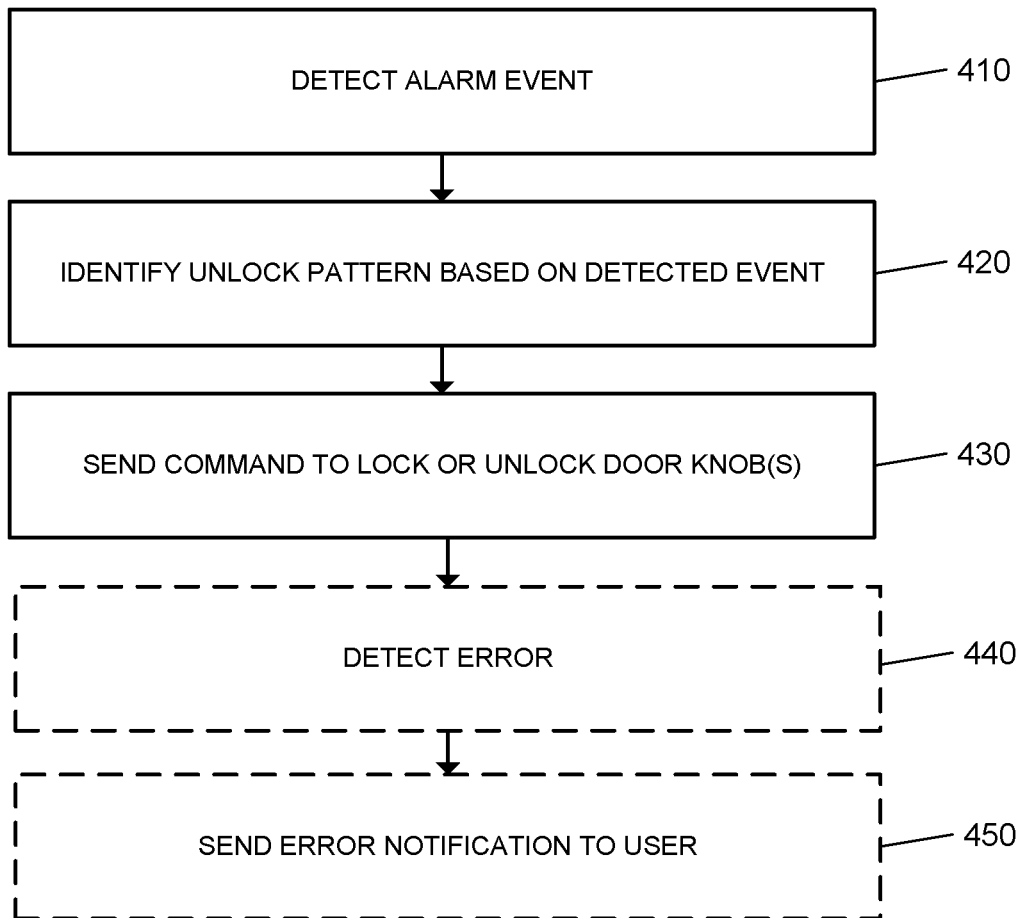 DETECT ALARM EVENT
410
IDENTIFY UNLOCK PATTERN BASED ON DETECTED EVENT
420
SEND COMMAND TO LOCK OR UNLOCK DOOR KNOB(S)
430
DETECT ERROR
440
SEND ERROR NOTIFICATION TO USER
450